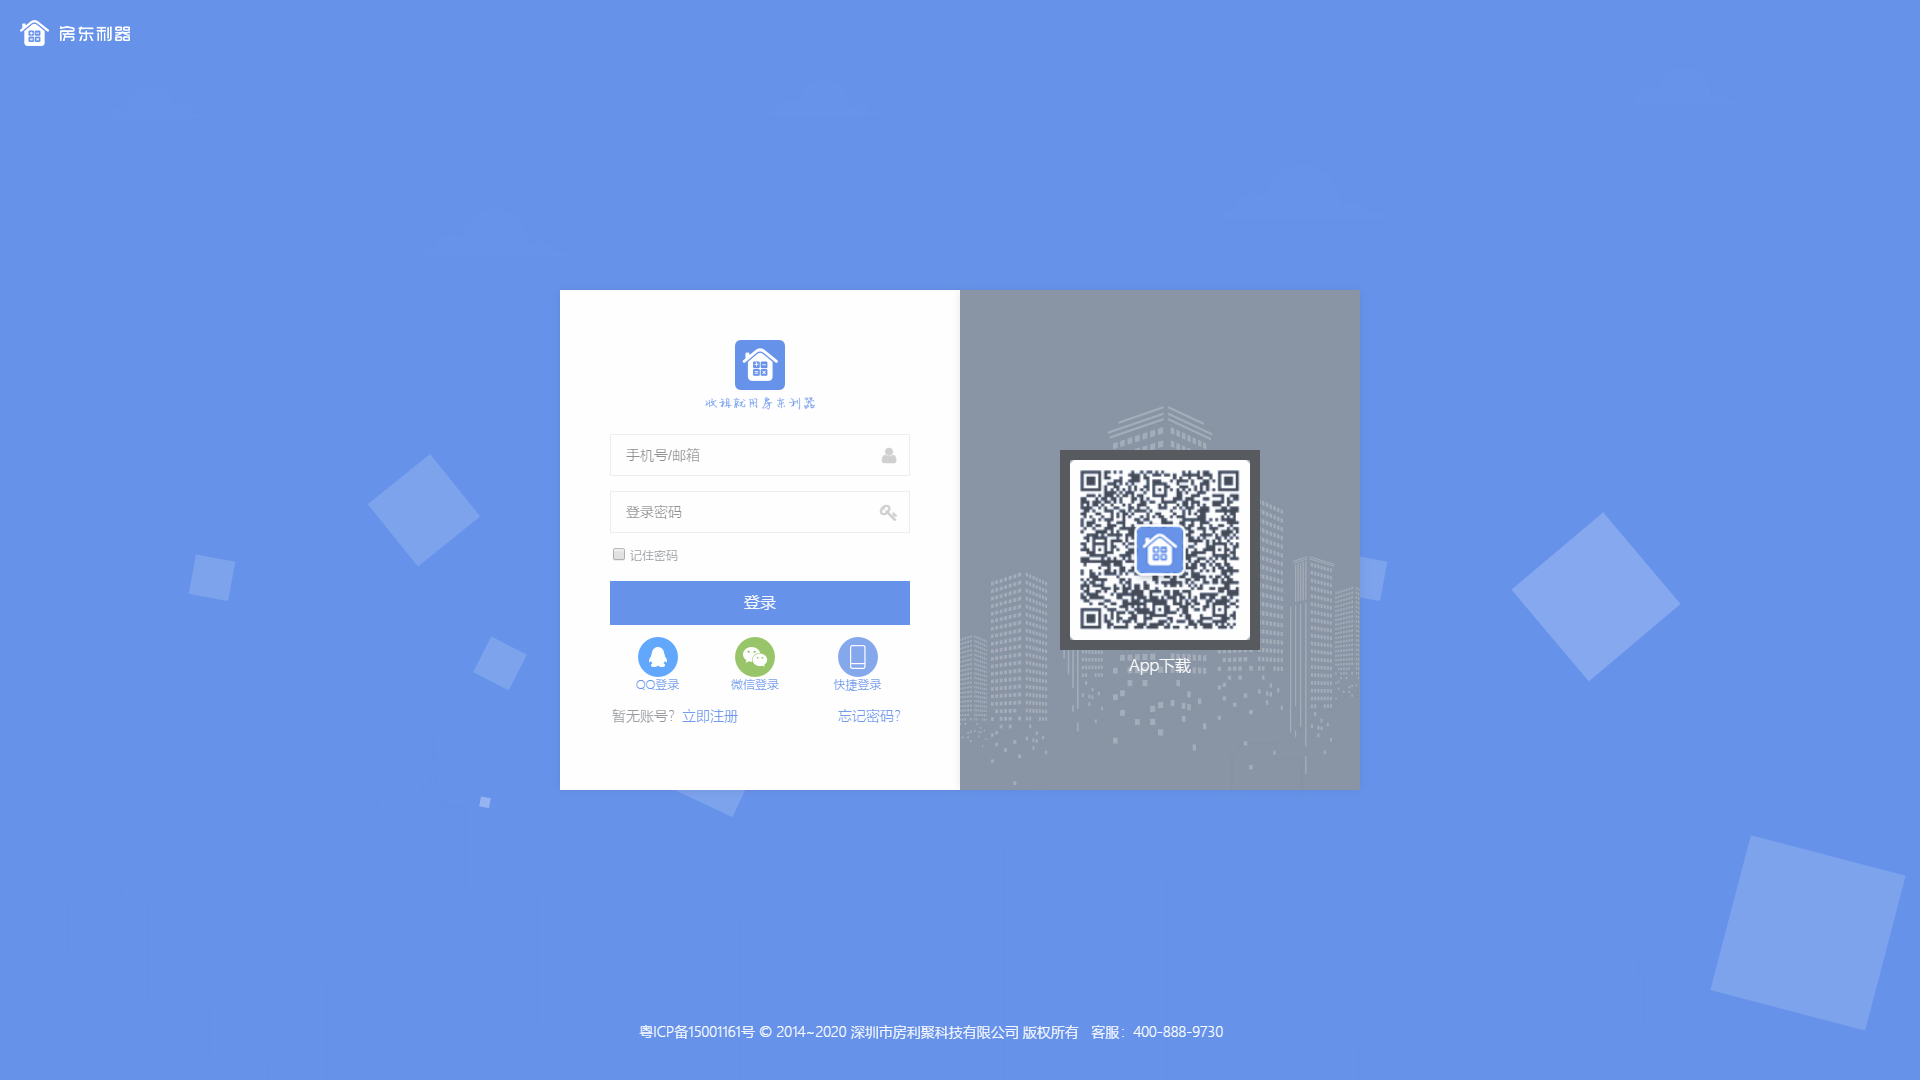 房东利器
收租就用房东利器
手机号/邮箱
登录密码
记住密码
登录
QQ登录 微信登录 快捷登录
暂无账号? 立即注册 忘记密码?
App下载
粤ICP备15001161号 © 2014~2020 深圳市房利聚科技有限公司 版权所有 客服：400-888-9730